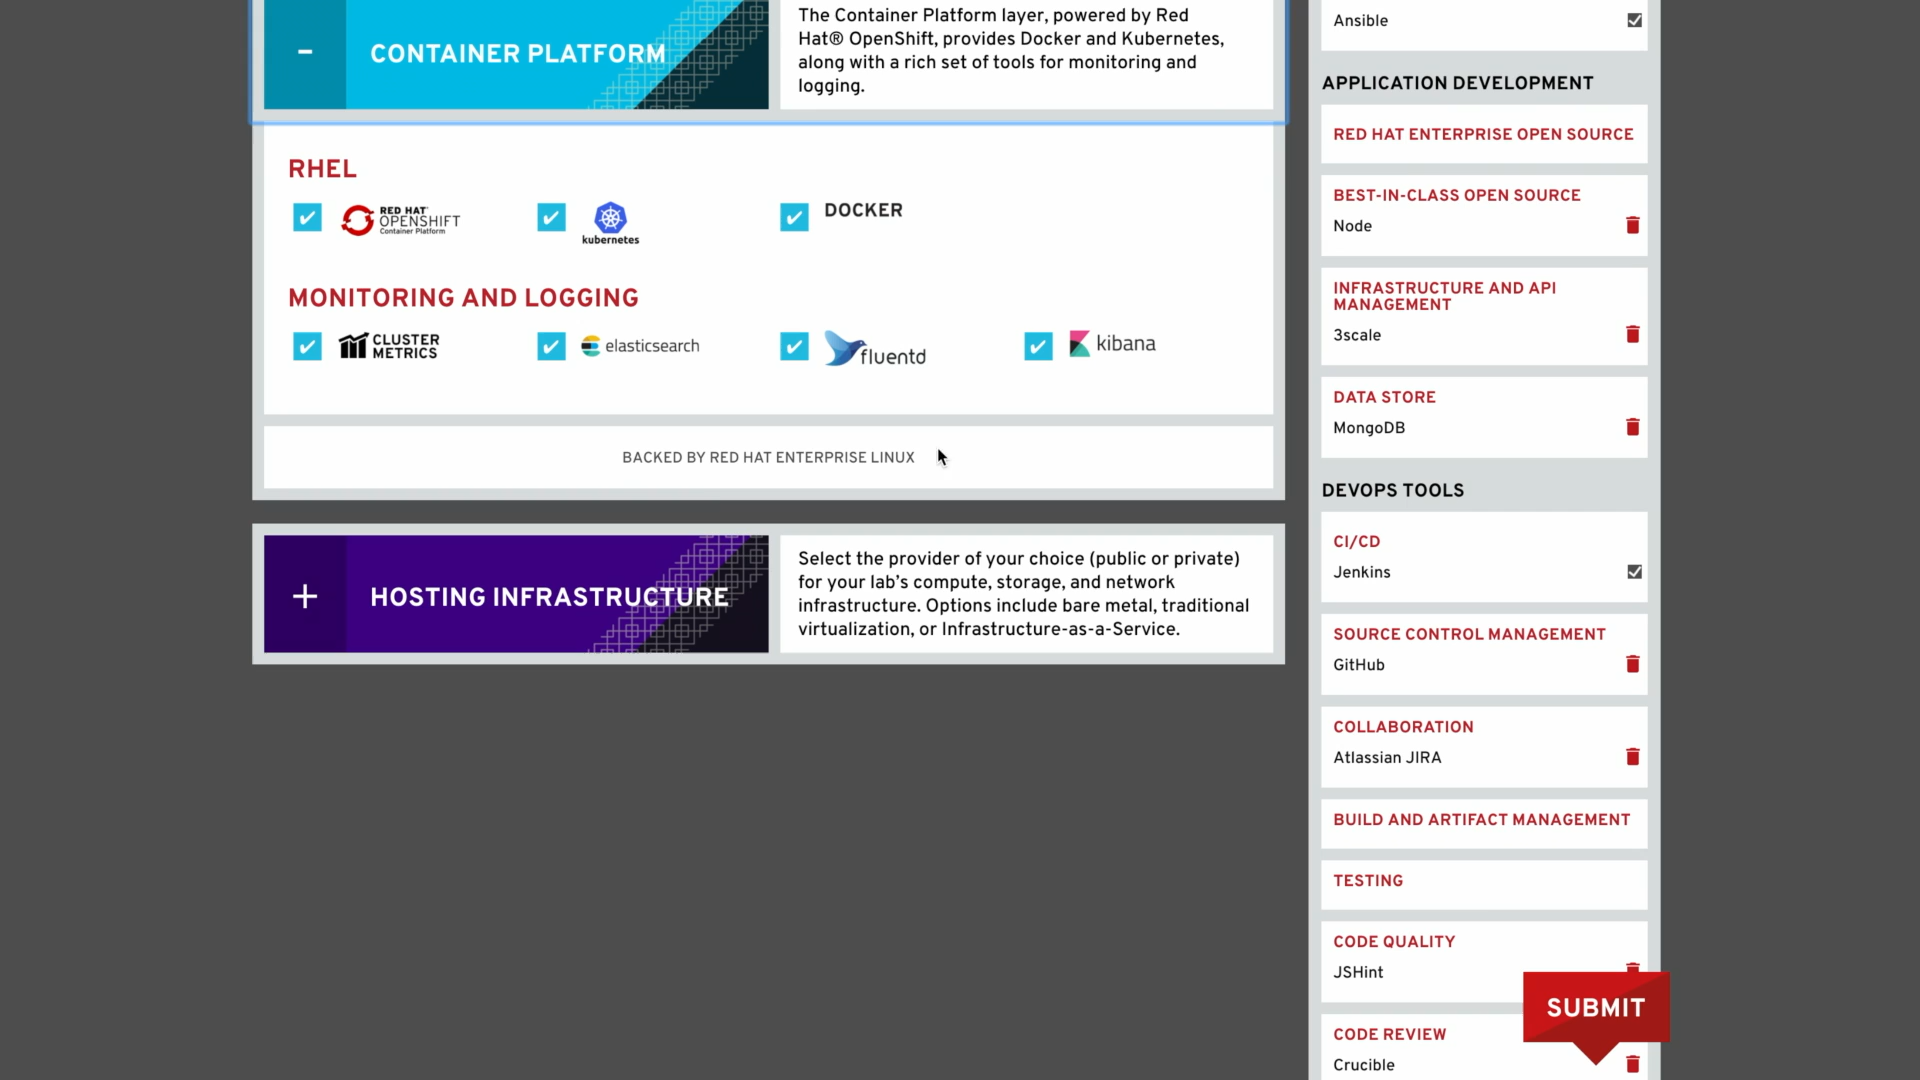 CONTAINER PLATFORM
The Container Platform layer, powered by Red
Hat® OpenShift, provides Docker and Kubernetes,
along with a rich set of tools for monitoring and
logging.
RHEL
RED HAT
OPENSHIFT
Container Platform
kubernetes
DOCKER
MONITORING AND LOGGING
CLUSTER
METRICS
elasticsearch
fluentd
kibana
BACKED BY RED HAT ENTERPRISE LINUX
HOSTING INFRASTRUCTURE
Select the provider of your choice (public or private)
for your lab’s compute, storage, and network
infrastructure. Options include bare metal, traditional
virtualization, or Infrastructure-as-a-Service.
Ansible
APPLICATION DEVELOPMENT
RED HAT ENTERPRISE OPEN SOURCE
BEST-IN-CLASS OPEN SOURCE
Node
INFRASTRUCTURE AND API
MANAGEMENT
3scale
DATA STORE
MongoDB
DEVOPS TOOLS
CI/CD
Jenkins
SOURCE CONTROL MANAGEMENT
GitHub
COLLABORATION
Atlassian JIRA
BUILD AND ARTIFACT MANAGEMENT
TESTING
CODE QUALITY
JSHint
SUBMIT
CODE REVIEW
Crucible